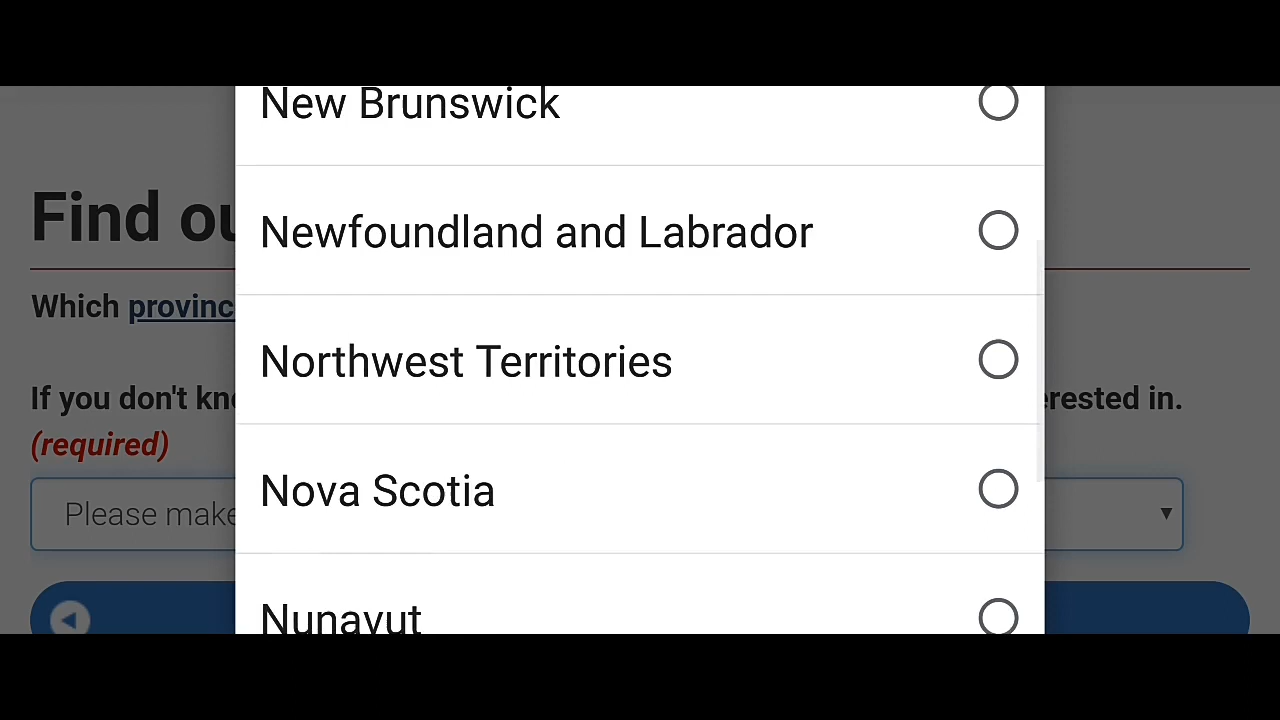 New Brunswick
Find ou
Newfoundland and Labrador
Which provinc
Northwest Territories
If you don't kn erested in.
(required)
Nova Scotia
Please make
Nunavut